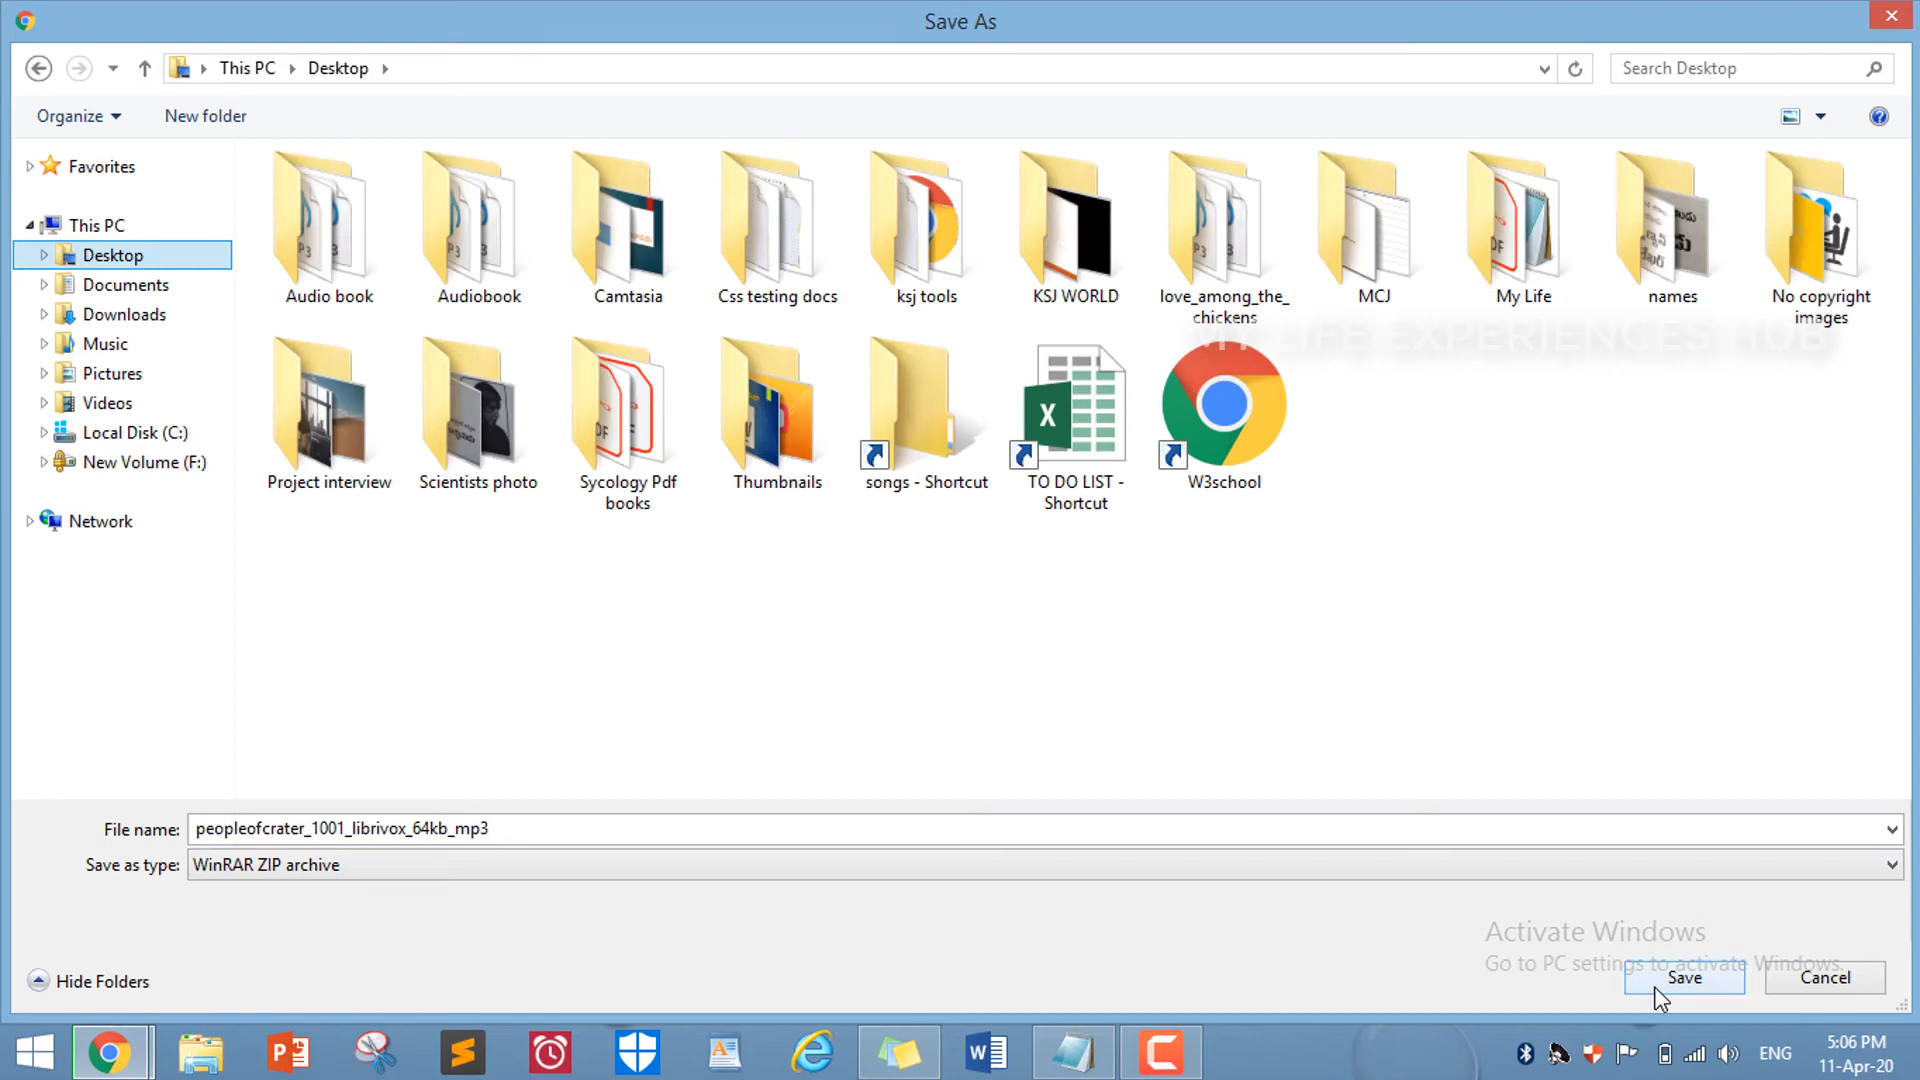 Save As
This PC
Desktop
Search Desktop
Organize
New folder
Favorites
This PC
Desktop
Documents
Downloads
Music
Pictures
Videos
Local Disk (C:)
New Volume (F:)
Network
Audio book
Audiobook
Camtasia
Css testing docs
ksj tools
KSJ WORLD
love_among_the_
chickens
MCJ
My Life
names
No copyright
images
MY LIFE EXPERIENCES HUB
Project interview
Scientists photo
Sycology Pdf
books
Thumbnails
songs - Shortcut
TO DO LIST -
Shortcut
W3school
File name:
peopleofcrater_1001_librivox_64kb_mp3
Save as type:
WinRAR ZIP archive
Activate Windows
Go to PC settings to activate Windows.
Hide Folders
Save
Cancel
ENG
5:06 PM
11-Apr-20